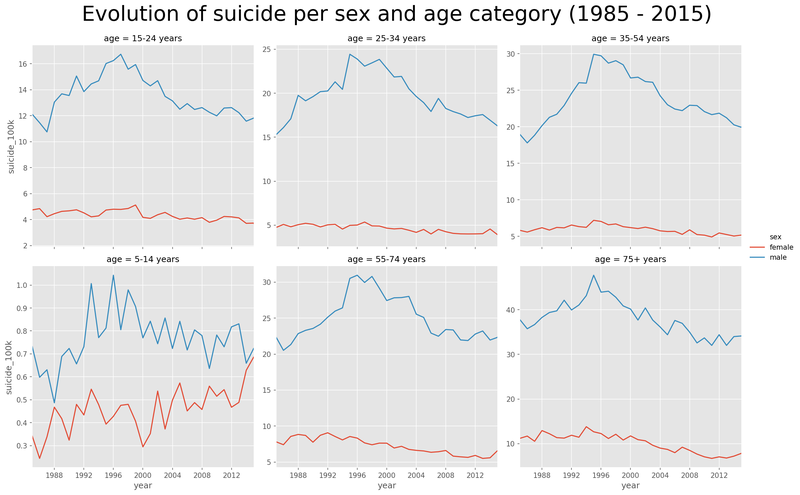 Evolution of suicide per sex and age category (1985 - 2015)
age = 15-24 years
age = 25-34 years
age = 35-54 years
16
14
12
10
8
6
4
2
suicide_100k
25
20
15
10
5
30
25
20
15
10
5
sex
female
male
age = 5-14 years
age = 55-74 years
age = 75+ years
1.0
0.9
0.8
0.7
0.6
0.5
0.4
0.3
suicide_100k
30
25
20
15
10
5
40
30
20
10
1988 1992 1996 2000 2004 2008 2012
1988 1992 1996 2000 2004 2008 2012
1988 1992 1996 2000 2004 2008 2012
year
year
year